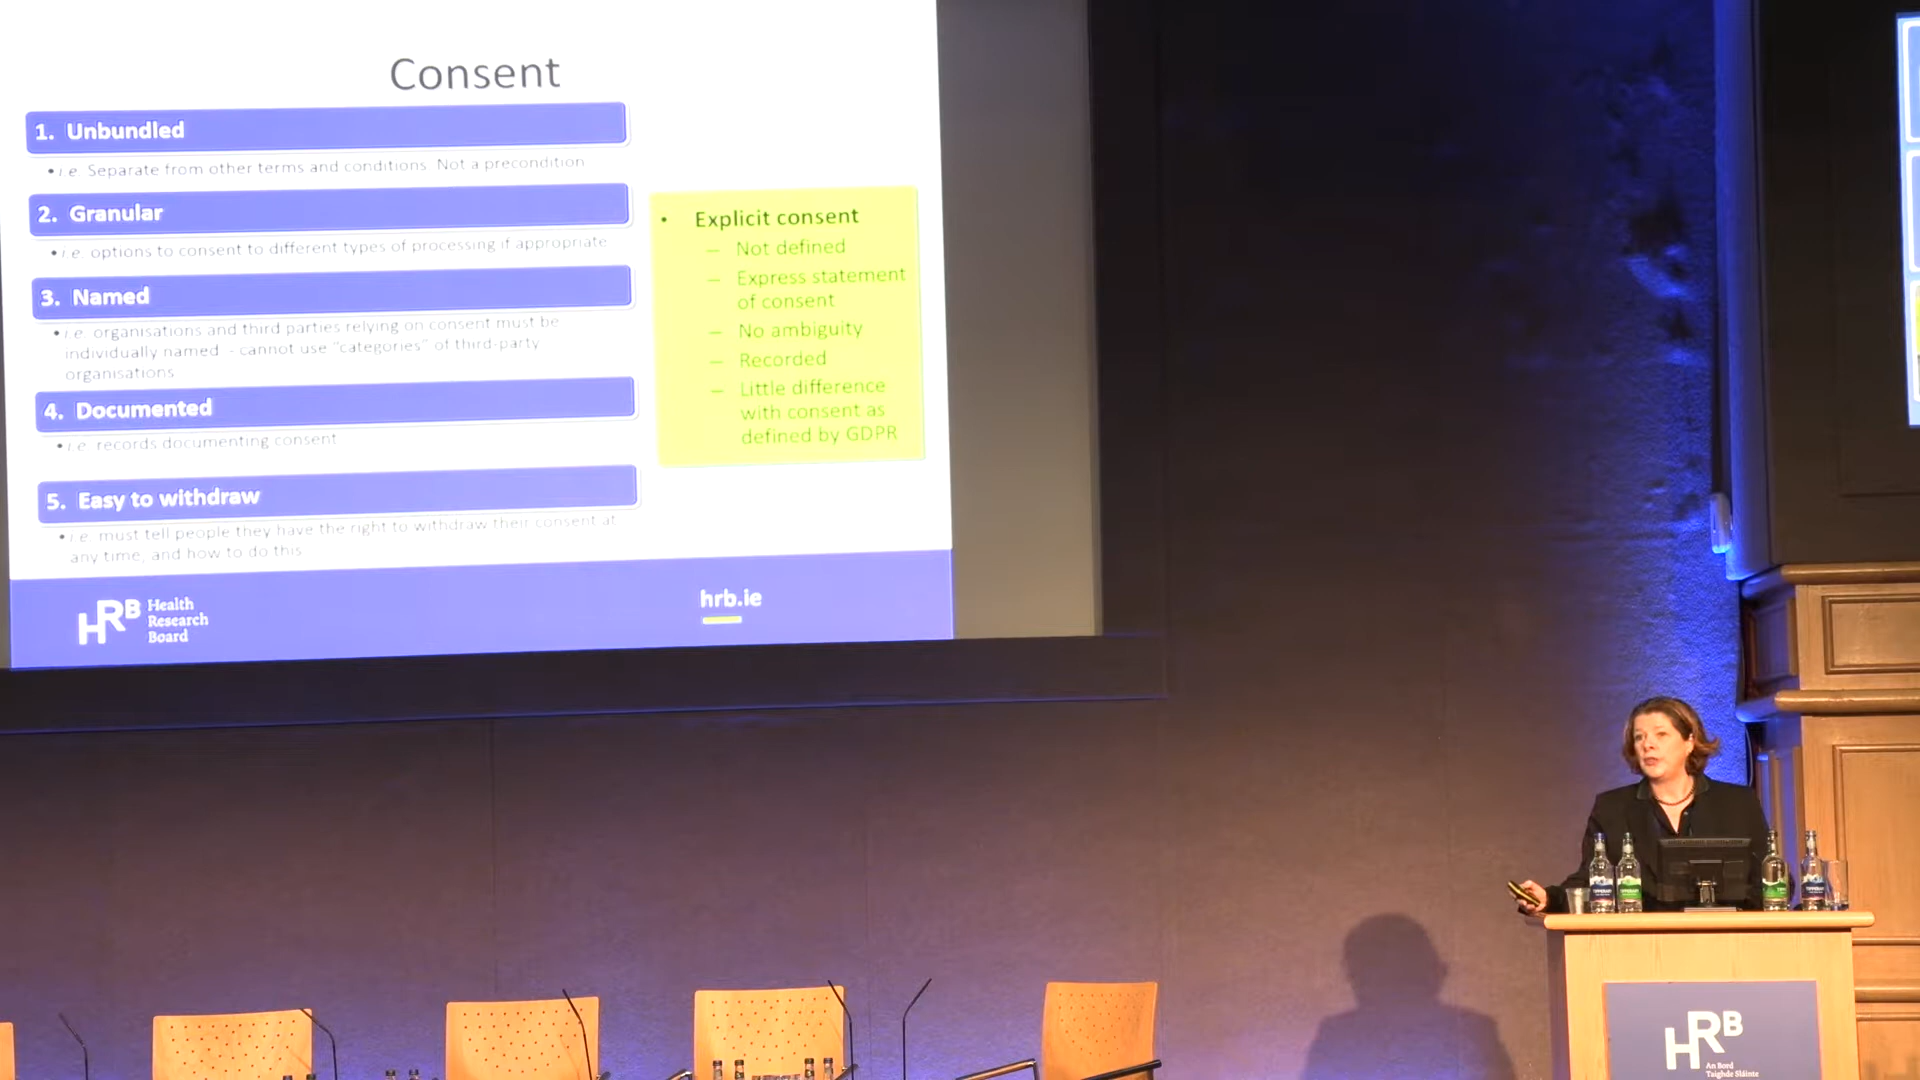 Consent
1. Unbundled
• i.e. Separate from other terms and conditions. Not a precondition
2. Granular
• i.e. options to consent to different types of processing if appropriate
3. Named
• i.e. organisations and third parties relying on consent must be
individually named. - cannot use "categories" of third-party
organisations
4. Documented
• i.e. records documenting consent
5. Easy to withdraw
• i.e. must tell people they have the right to withdraw their consent at
any time, and how to do this
• Explicit consent
– Not defined
– Express statement
of consent
– No ambiguity
– Recorded
– Little difference
with consent as
defined by GDPR
HRB Health
Research
Board
hrb.ie
HRB
An Bord
Taighde Sláinte